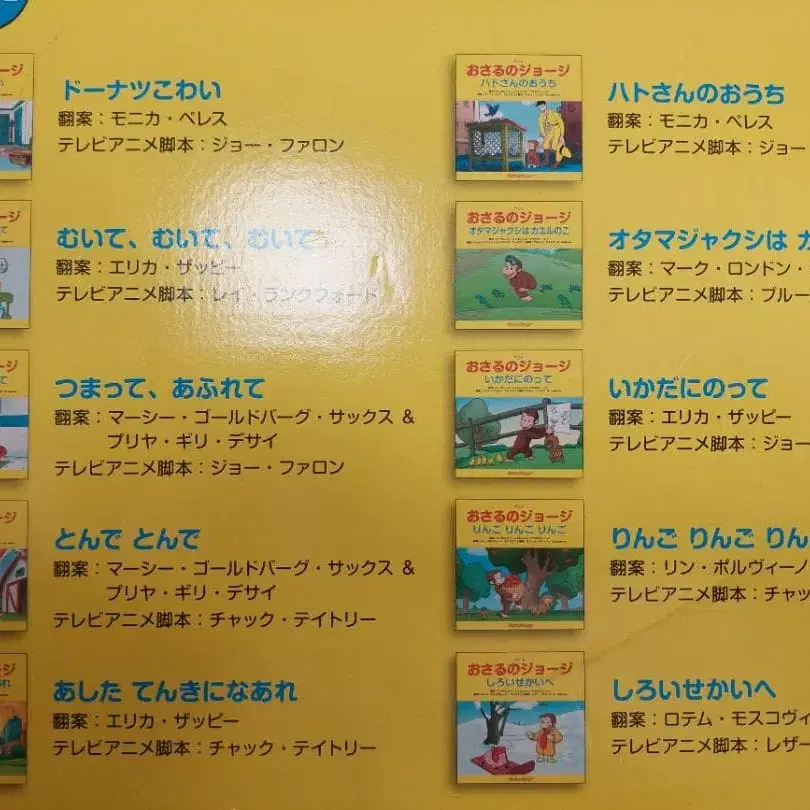 ドーナツこわい
翻案：モニカ・ペレス
テレビアニメ脚本：ジョー・ファロン
むいて、むいて、むいて
翻案：エリカ・ザッピー
テレビアニメ脚本：レイ・ランクフォード
つまって、あふれて
翻案：マーシー・ゴールドバーグ・サックス &
プリヤ・ギリ・デサイ
テレビアニメ脚本：ジョー・ファロン
とんで とんで
翻案：マーシー・ゴールドバーグ・サックス &
プリヤ・ギリ・デサイ
テレビアニメ脚本：チャック・テイトリー
あした てんきになあれ
翻案：エリカ・ザッピー
テレビアニメ脚本：チャック・テイトリー
おさるのジョージ
ハトさんのおうち
ハトさんのおうち
翻案：モニカ・ペレス
テレビアニメ脚本：ジョー
おさるのジョージ
オタマジャクシは カエルのこ
オタマジャクシは
翻案：マーク・ロンドン・
テレビアニメ脚本：ブルー
おさるのジョージ
いかだにのって
いかだにのって
翻案：エリカ・ザッピー
テレビアニメ脚本：ジョー
おさるのジョージ
りんご りんご りんご
りんご りんご りん
翻案：リン・ポルヴィーノ
テレビアニメ脚本：チャッ
おさるのジョージ
しろいせかいへ
しろいせかいへ
翻案：ロテム・モスコヴィ
テレビアニメ脚本：レザー